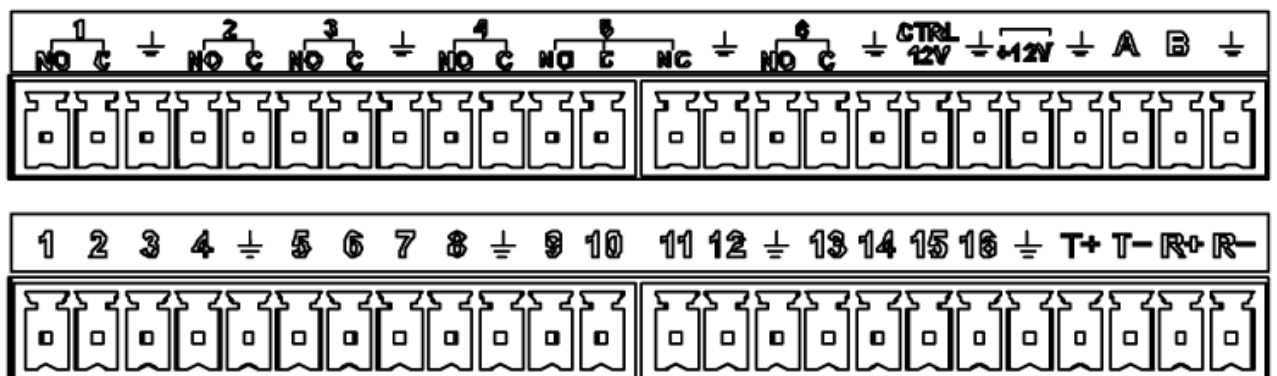 1 2 3 4 5 6
NO C ⏚ NO C NO C ⏚ NO C NO C NC ⏚ NO C ⏚ CTRL 12V ⏚ +12V ⏚ A B ⏚
1 2 3 4 ⏚ 5 6 7 8 ⏚ 9 10 11 12 ⏚ 13 14 15 16 ⏚ T+ T- R+ R-